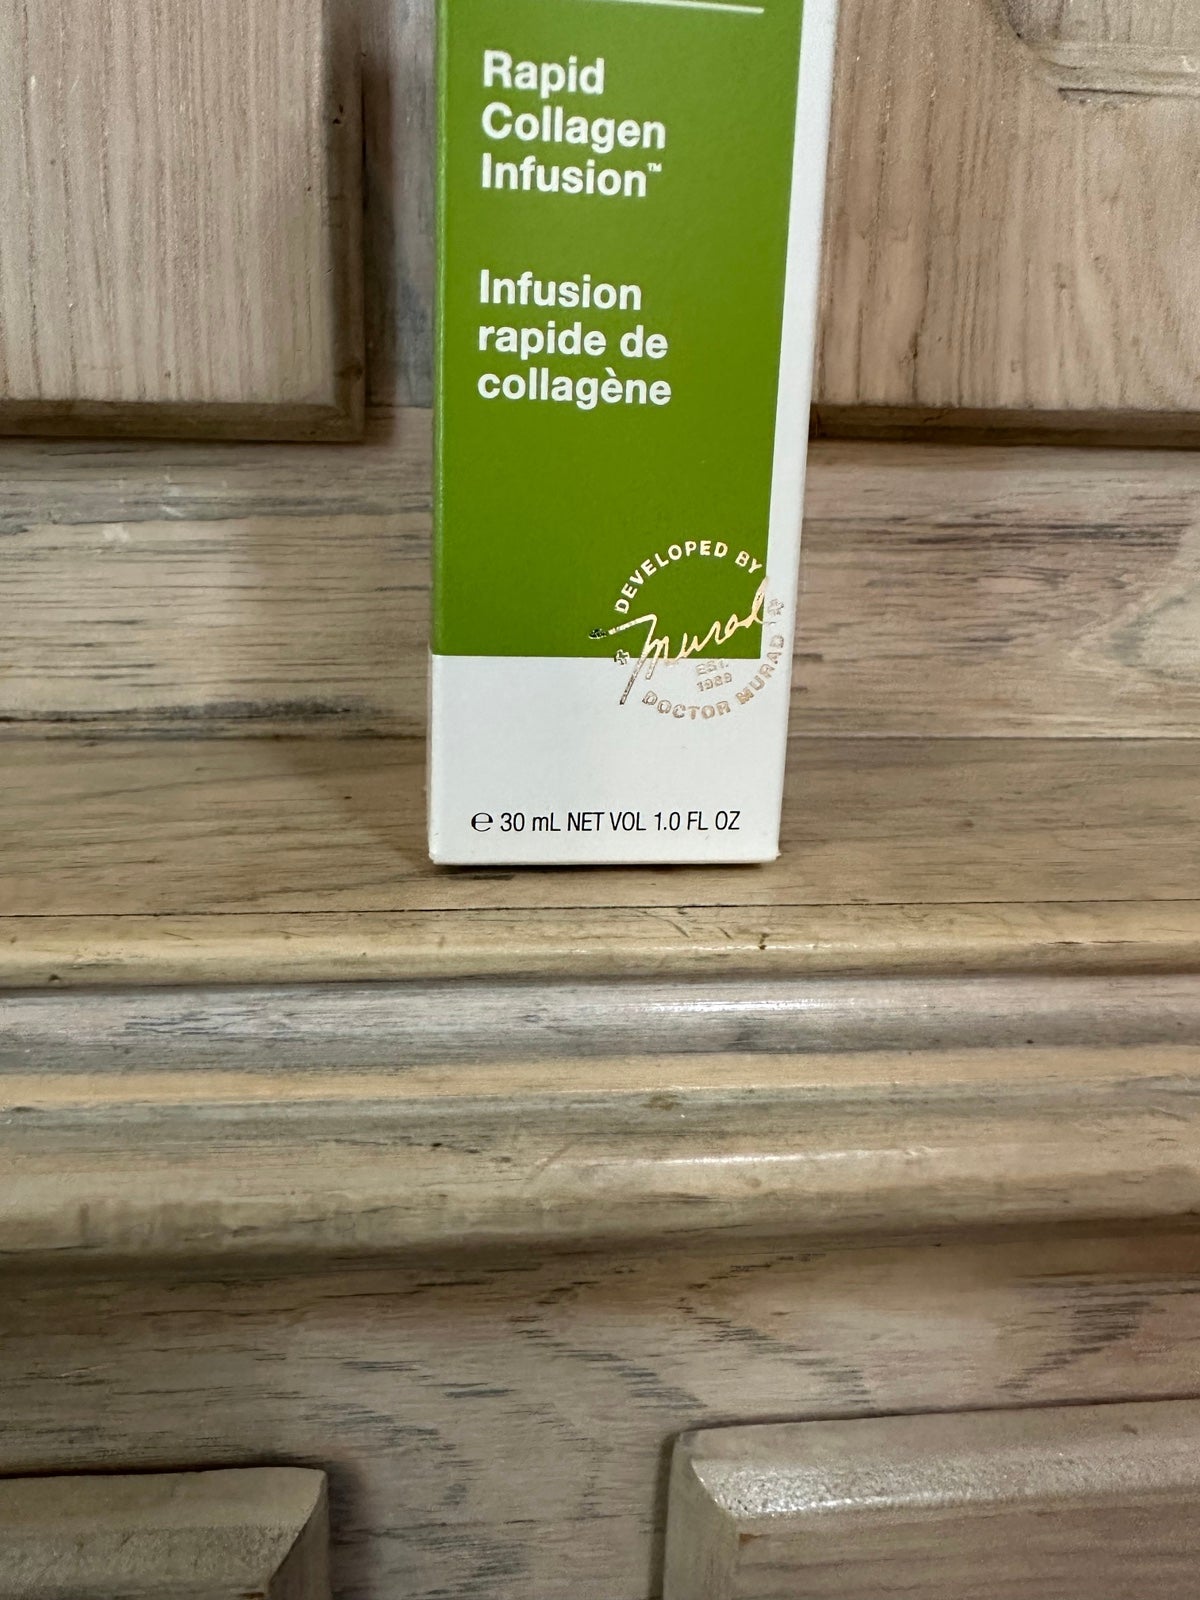 Rapid
Collagen
Infusion™
Infusion
rapide de
collagène
DEVELOPED BY
Murad
EST.
1989
DOCTOR MURAD
℮ 30 mL NET VOL 1.0 FL OZ